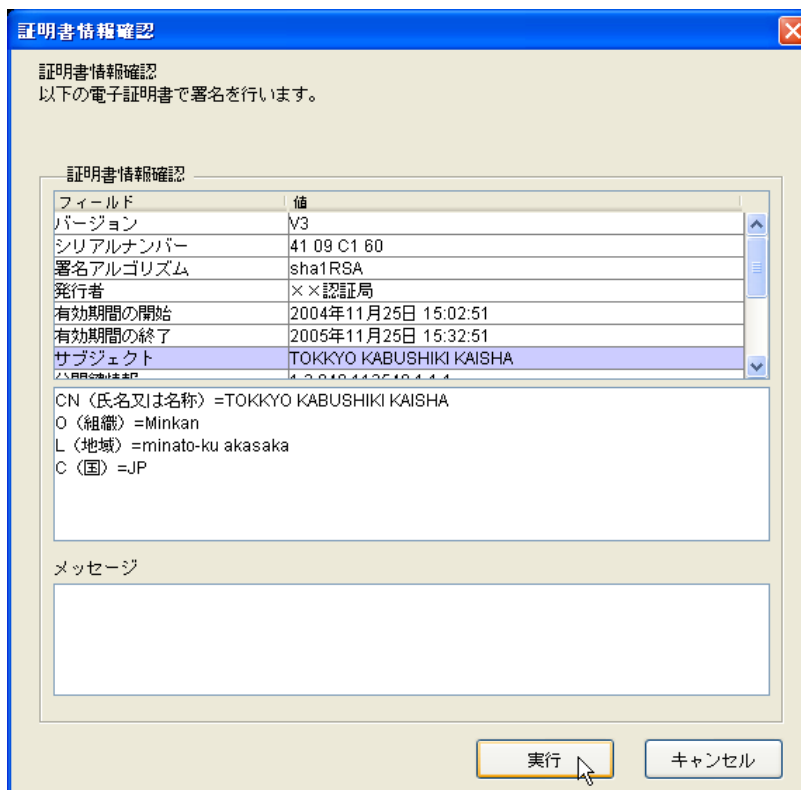 証明書情報確認
証明書情報確認
以下の電子証明書で署名を行います。
証明書情報確認
フィールド 値
バージョン V3
シリアルナンバー 41 09 C1 60
署名アルゴリズム sha1RSA
発行者 ××認証局
有効期間の開始 2004年11月25日 15:02:51
有効期間の終了 2005年11月25日 15:32:51
サブジェクト TOKKYO KABUSHIKI KAISHA
CN（氏名又は名称）=TOKKYO KABUSHIKI KAISHA
O（組織）=Minkan
L（地域）=minato-ku akasaka
C（国）=JP
メッセージ
実行 キャンセル